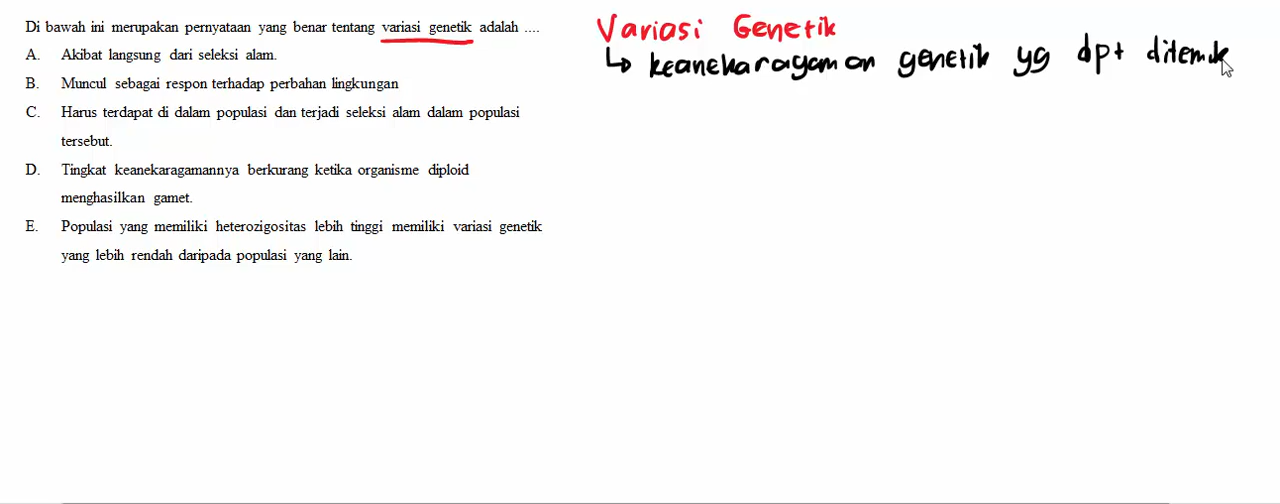 Di bawah ini merupakan pernyataan yang benar tentang variasi genetik adalah ....
A. Akibat langsung dari seleksi alam.
B. Muncul sebagai respon terhadap perbahan lingkungan
C. Harus terdapat di dalam populasi dan terjadi seleksi alam dalam populasi
tersebut.
D. Tingkat keanekaragamannya berkurang ketika organisme diploid
menghasilkan gamet.
E. Populasi yang memiliki heterozigositas lebih tinggi memiliki variasi genetik
yang lebih rendah daripada populasi yang lain.
Variasi Genetik
↳ keanekaragaman genetik yg dpt ditemuk